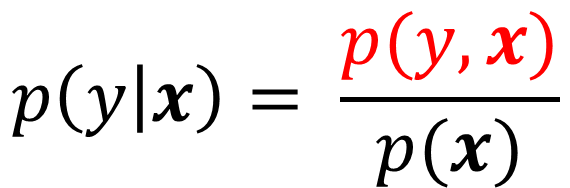 p(y|x) = p(y, x) / p(x)